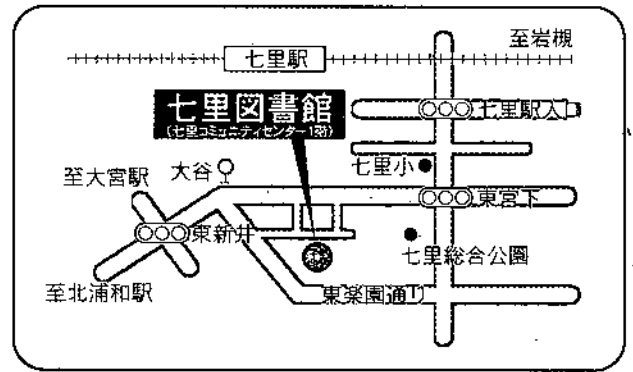 至岩槻
七里駅
七里図書館
(七里コミュニティセンター1階)
七里駅入口
大谷
七里小
至大宮駅
東宮下
東新井
七里総合公園
至北浦和駅
東楽園通り